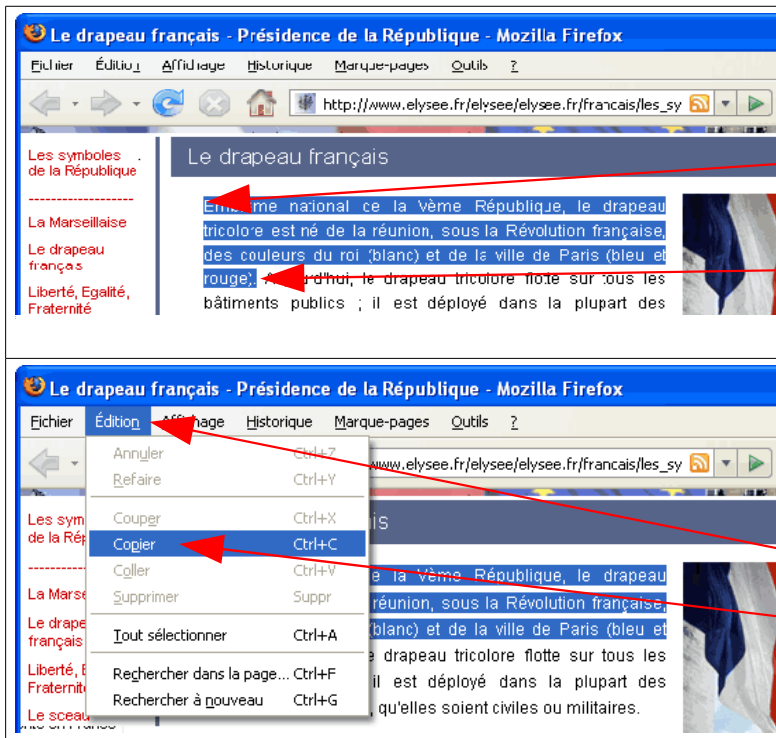 Le drapeau français - Présidence de la République - Mozilla Firefox
Fichier Édition Affichage Historique Marque-pages Outils ?
http://www.elysee.fr/elysee/elysee.fr/francais/les_sy
Les symboles
de la République
--------------------
La Marseillaise
Le drapeau
français
Liberté, Egalité,
Fraternité
Le drapeau français
Emblème national de la Vème République, le drapeau
tricolore est né de la réunion, sous la Révolution française,
des couleurs du roi (blanc) et de la ville de Paris (bleu et
rouge). Aujourd'hui, le drapeau tricolore flotte sur tous les
bâtiments publics ; il est déployé dans la plupart des
Le drapeau français - Présidence de la République - Mozilla Firefox
Fichier Édition Affichage Historique Marque-pages Outils ?
www.elysee.fr/elysee/elysee.fr/francais/les_sy
Annuler Ctrl+Z
Refaire Ctrl+Y
Couper Ctrl+X
Copier Ctrl+C
Coller Ctrl+V
Supprimer Suppr
Tout sélectionner Ctrl+A
Rechercher dans la page... Ctrl+F
Rechercher à nouveau Ctrl+G
Les sym
de la Rép
La Marse
Le drape
français
Liberté, E
Fraternit
Le sceau
is
e la Vème République, le drapeau
réunion, sous la Révolution française,
(blanc) et de la ville de Paris (bleu et
e drapeau tricolore flotte sur tous les
il est déployé dans la plupart des
, qu'elles soient civiles ou militaires.